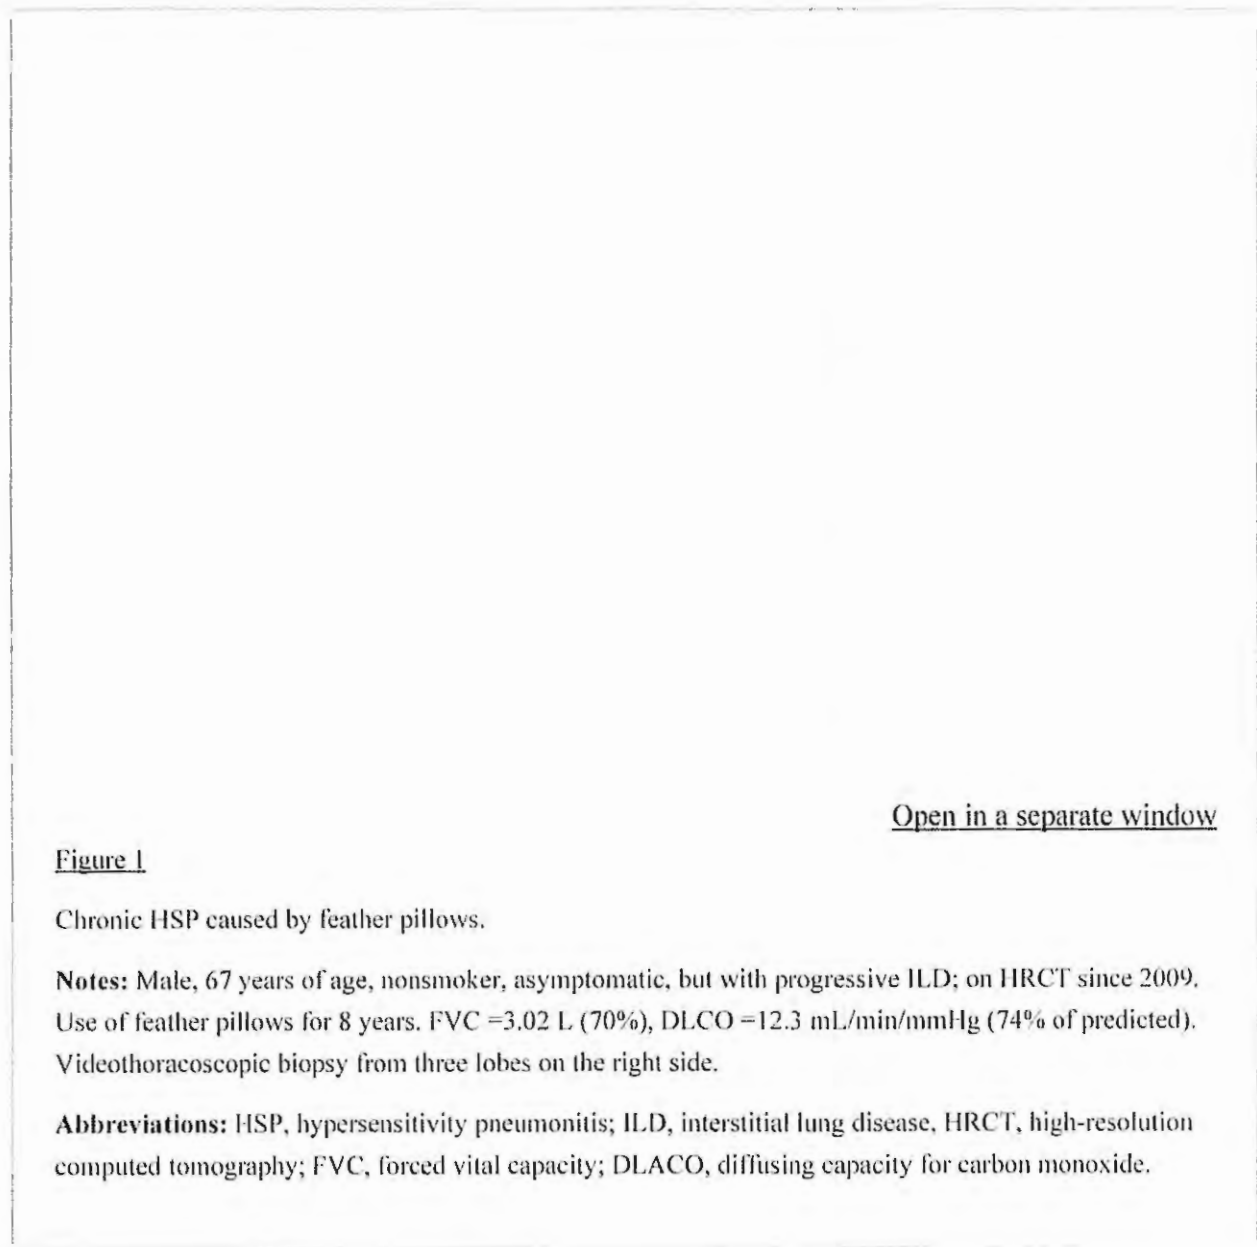 Open in a separate window
Figure 1
Chronic HSP caused by feather pillows.
Notes: Male, 67 years of age, nonsmoker, asymptomatic, but with progressive ILD; on HRCT since 2009.
Use of feather pillows for 8 years. FVC =3.02 L (70%), DLCO =12.3 mL/min/mmHg (74% of predicted).
Videothoracoscopic biopsy from three lobes on the right side.
Abbreviations: HSP, hypersensitivity pneumonitis; ILD, interstitial lung disease, HRCT, high-resolution
computed tomography; FVC, forced vital capacity; DLACO, diffusing capacity for carbon monoxide.